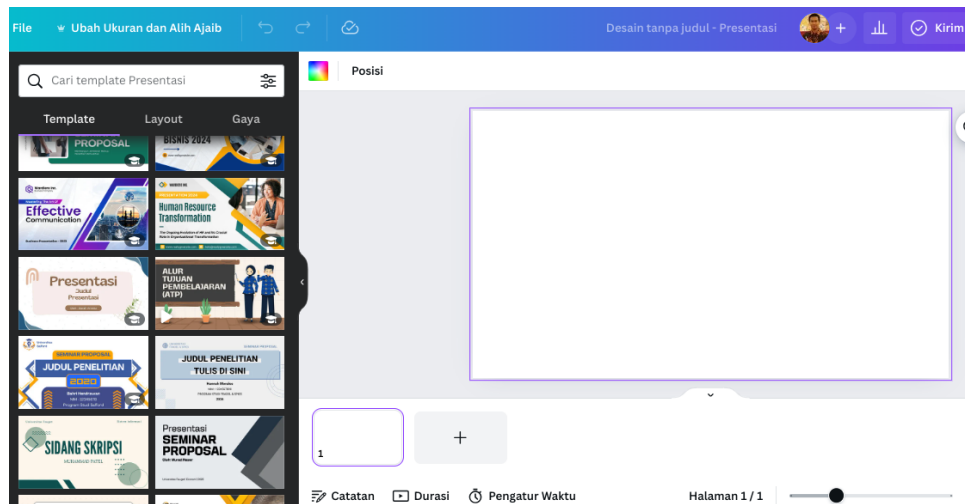 File
Ubah Ukuran dan Alih Ajaib
Desain tanpa judul - Presentasi
Kirim
Cari template Presentasi
Template
Layout
Gaya
Posisi
PROPOSAL
BISNIS 2024
Effective
Communication
Human Resource
Transformation
Presentasi
Judul
Presentasi
ALUR
TUJUAN
PEMBELAJARAN
(ATP)
SEMINAR PROPOSAL
JUDUL PENELITIAN
2020
JUDUL PENELITIAN
TULIS DI SINI
SIDANG SKRIPSI
Presentasi
SEMINAR
PROPOSAL
1
+
Catatan
Durasi
Pengatur Waktu
Halaman 1 / 1